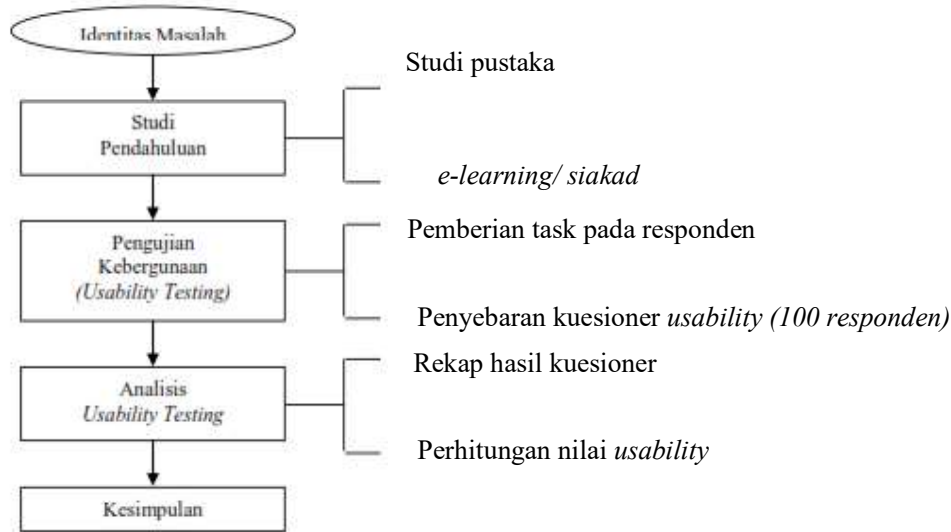 Identitas Masalah
Studi pustaka
Studi
Pendahuluan
e-learning/ siakad
Pemberian task pada responden
Pengujian
Kebergunaan
(Usability Testing)
Penyebaran kuesioner usability (100 responden)
Rekap hasil kuesioner
Analisis
Usability Testing
Perhitungan nilai usability
Kesimpulan